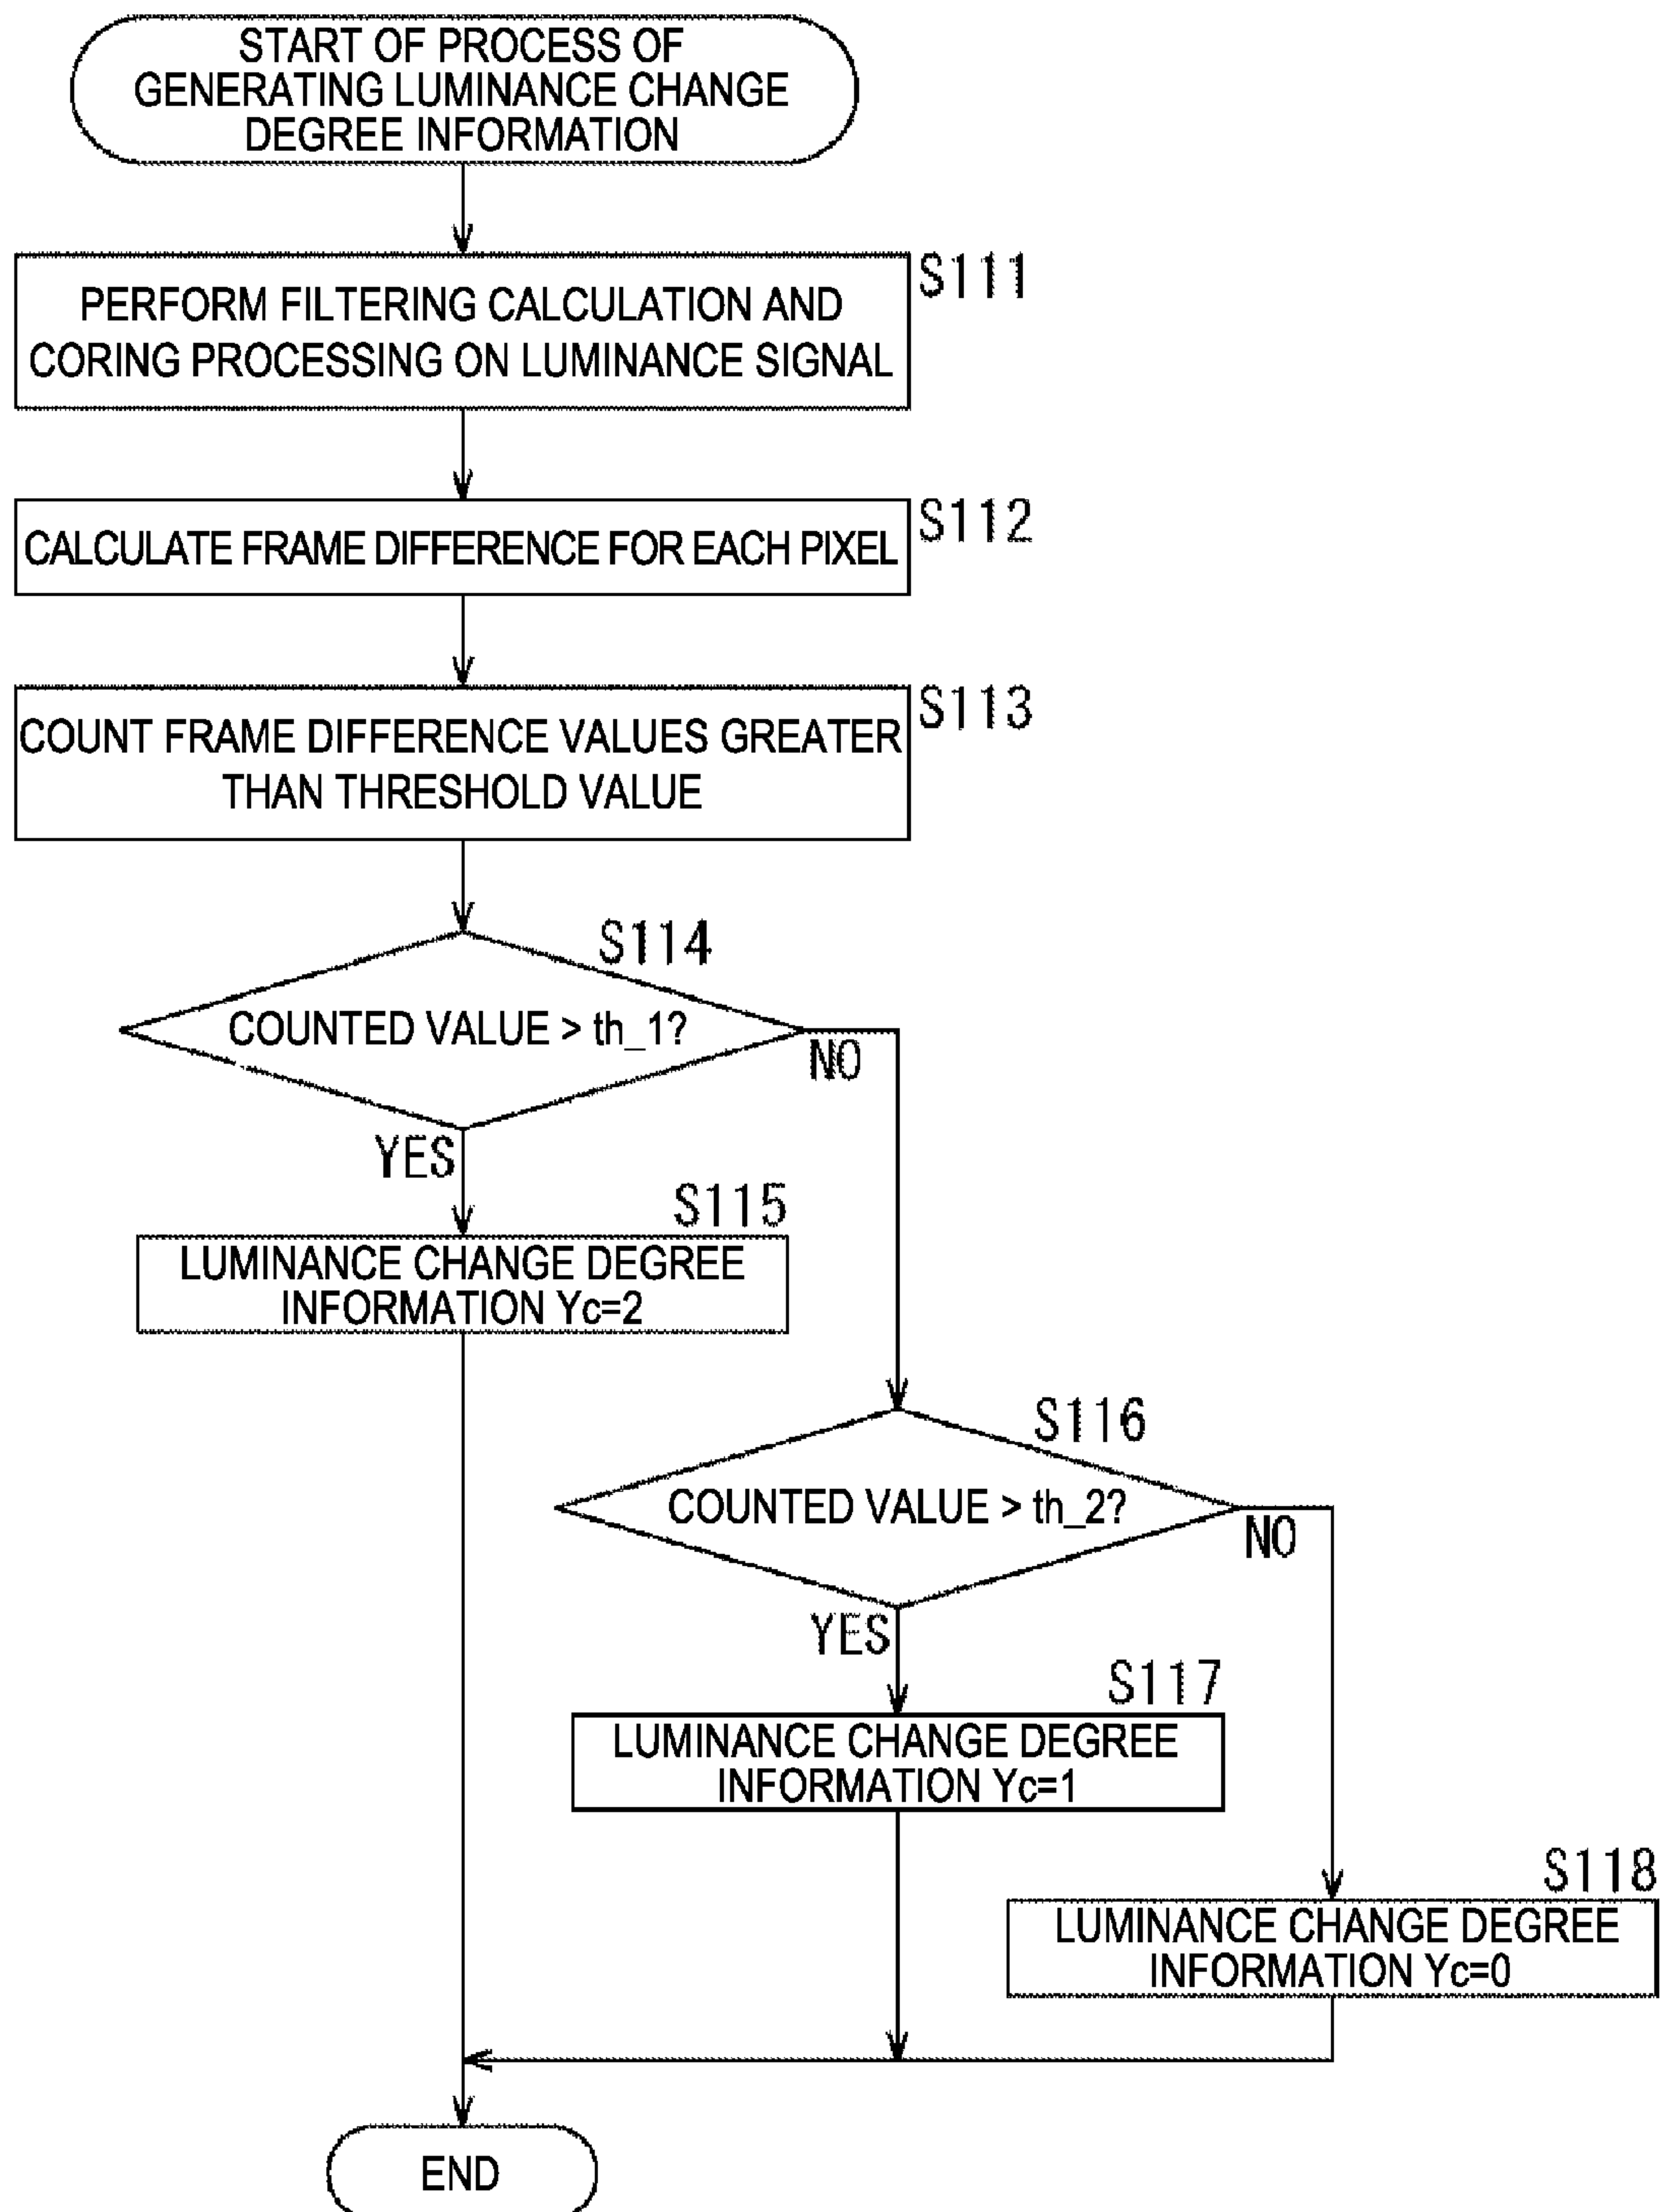 START OF PROCESS OF
GENERATING LUMINANCE CHANGE
DEGREE INFORMATION
S111
PERFORM FILTERING CALCULATION AND
CORING PROCESSING ON LUMINANCE SIGNAL
S112
CALCULATE FRAME DIFFERENCE FOR EACH PIXEL
S113
COUNT FRAME DIFFERENCE VALUES GREATER
THAN THRESHOLD VALUE
S114
COUNTED VALUE > th_1?
NO
YES
S115
LUMINANCE CHANGE DEGREE
INFORMATION Yc=2
S116
COUNTED VALUE > th_2?
NO
YES
S117
LUMINANCE CHANGE DEGREE
INFORMATION Yc=1
S118
LUMINANCE CHANGE DEGREE
INFORMATION Yc=0
END